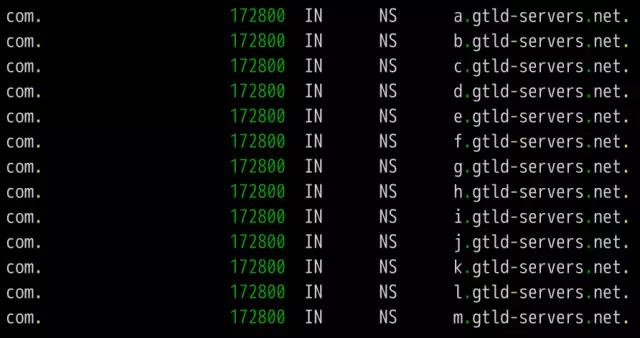 com. 172800 IN NS a.gtld-servers.net.
com. 172800 IN NS b.gtld-servers.net.
com. 172800 IN NS c.gtld-servers.net.
com. 172800 IN NS d.gtld-servers.net.
com. 172800 IN NS e.gtld-servers.net.
com. 172800 IN NS f.gtld-servers.net.
com. 172800 IN NS g.gtld-servers.net.
com. 172800 IN NS h.gtld-servers.net.
com. 172800 IN NS i.gtld-servers.net.
com. 172800 IN NS j.gtld-servers.net.
com. 172800 IN NS k.gtld-servers.net.
com. 172800 IN NS l.gtld-servers.net.
com. 172800 IN NS m.gtld-servers.net.